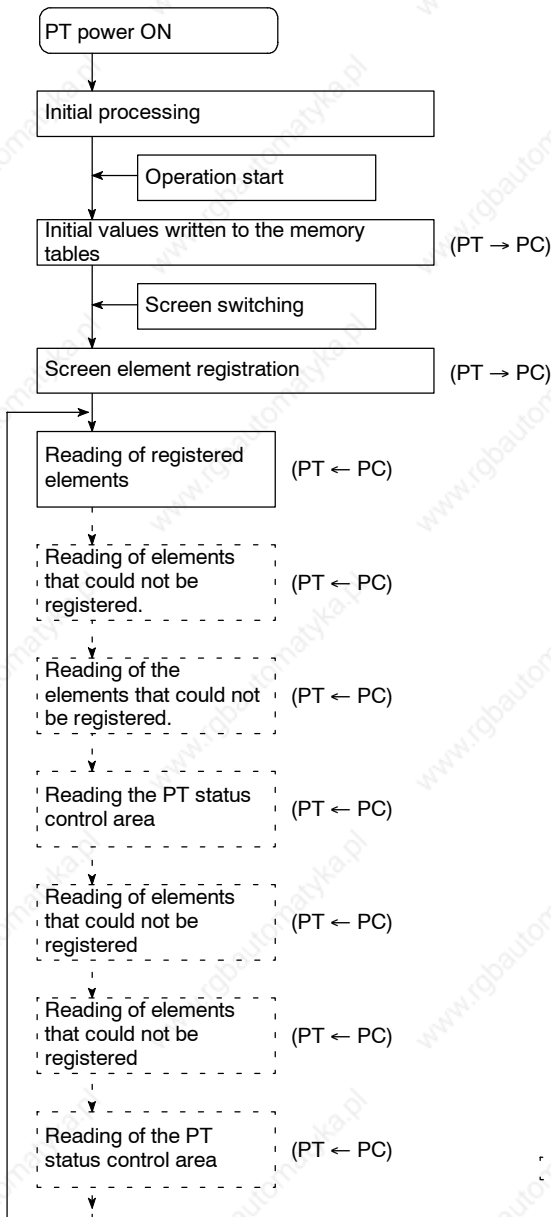 PT power ON
Initial processing
Operation start
Initial values written to the memory
tables
(PT → PC)
Screen switching
Screen element registration
(PT → PC)
Reading of registered
elements
(PT ← PC)
Reading of elements
that could not be
registered.
(PT ← PC)
Reading of the
elements that could not
be registered.
(PT ← PC)
Reading the PT status
control area
(PT ← PC)
Reading of elements
that could not be
registered
(PT ← PC)
Reading of elements
that could not be
registered
(PT ← PC)
Reading of the PT
status control area
(PT ← PC)
www.rgbautomatyka.pl